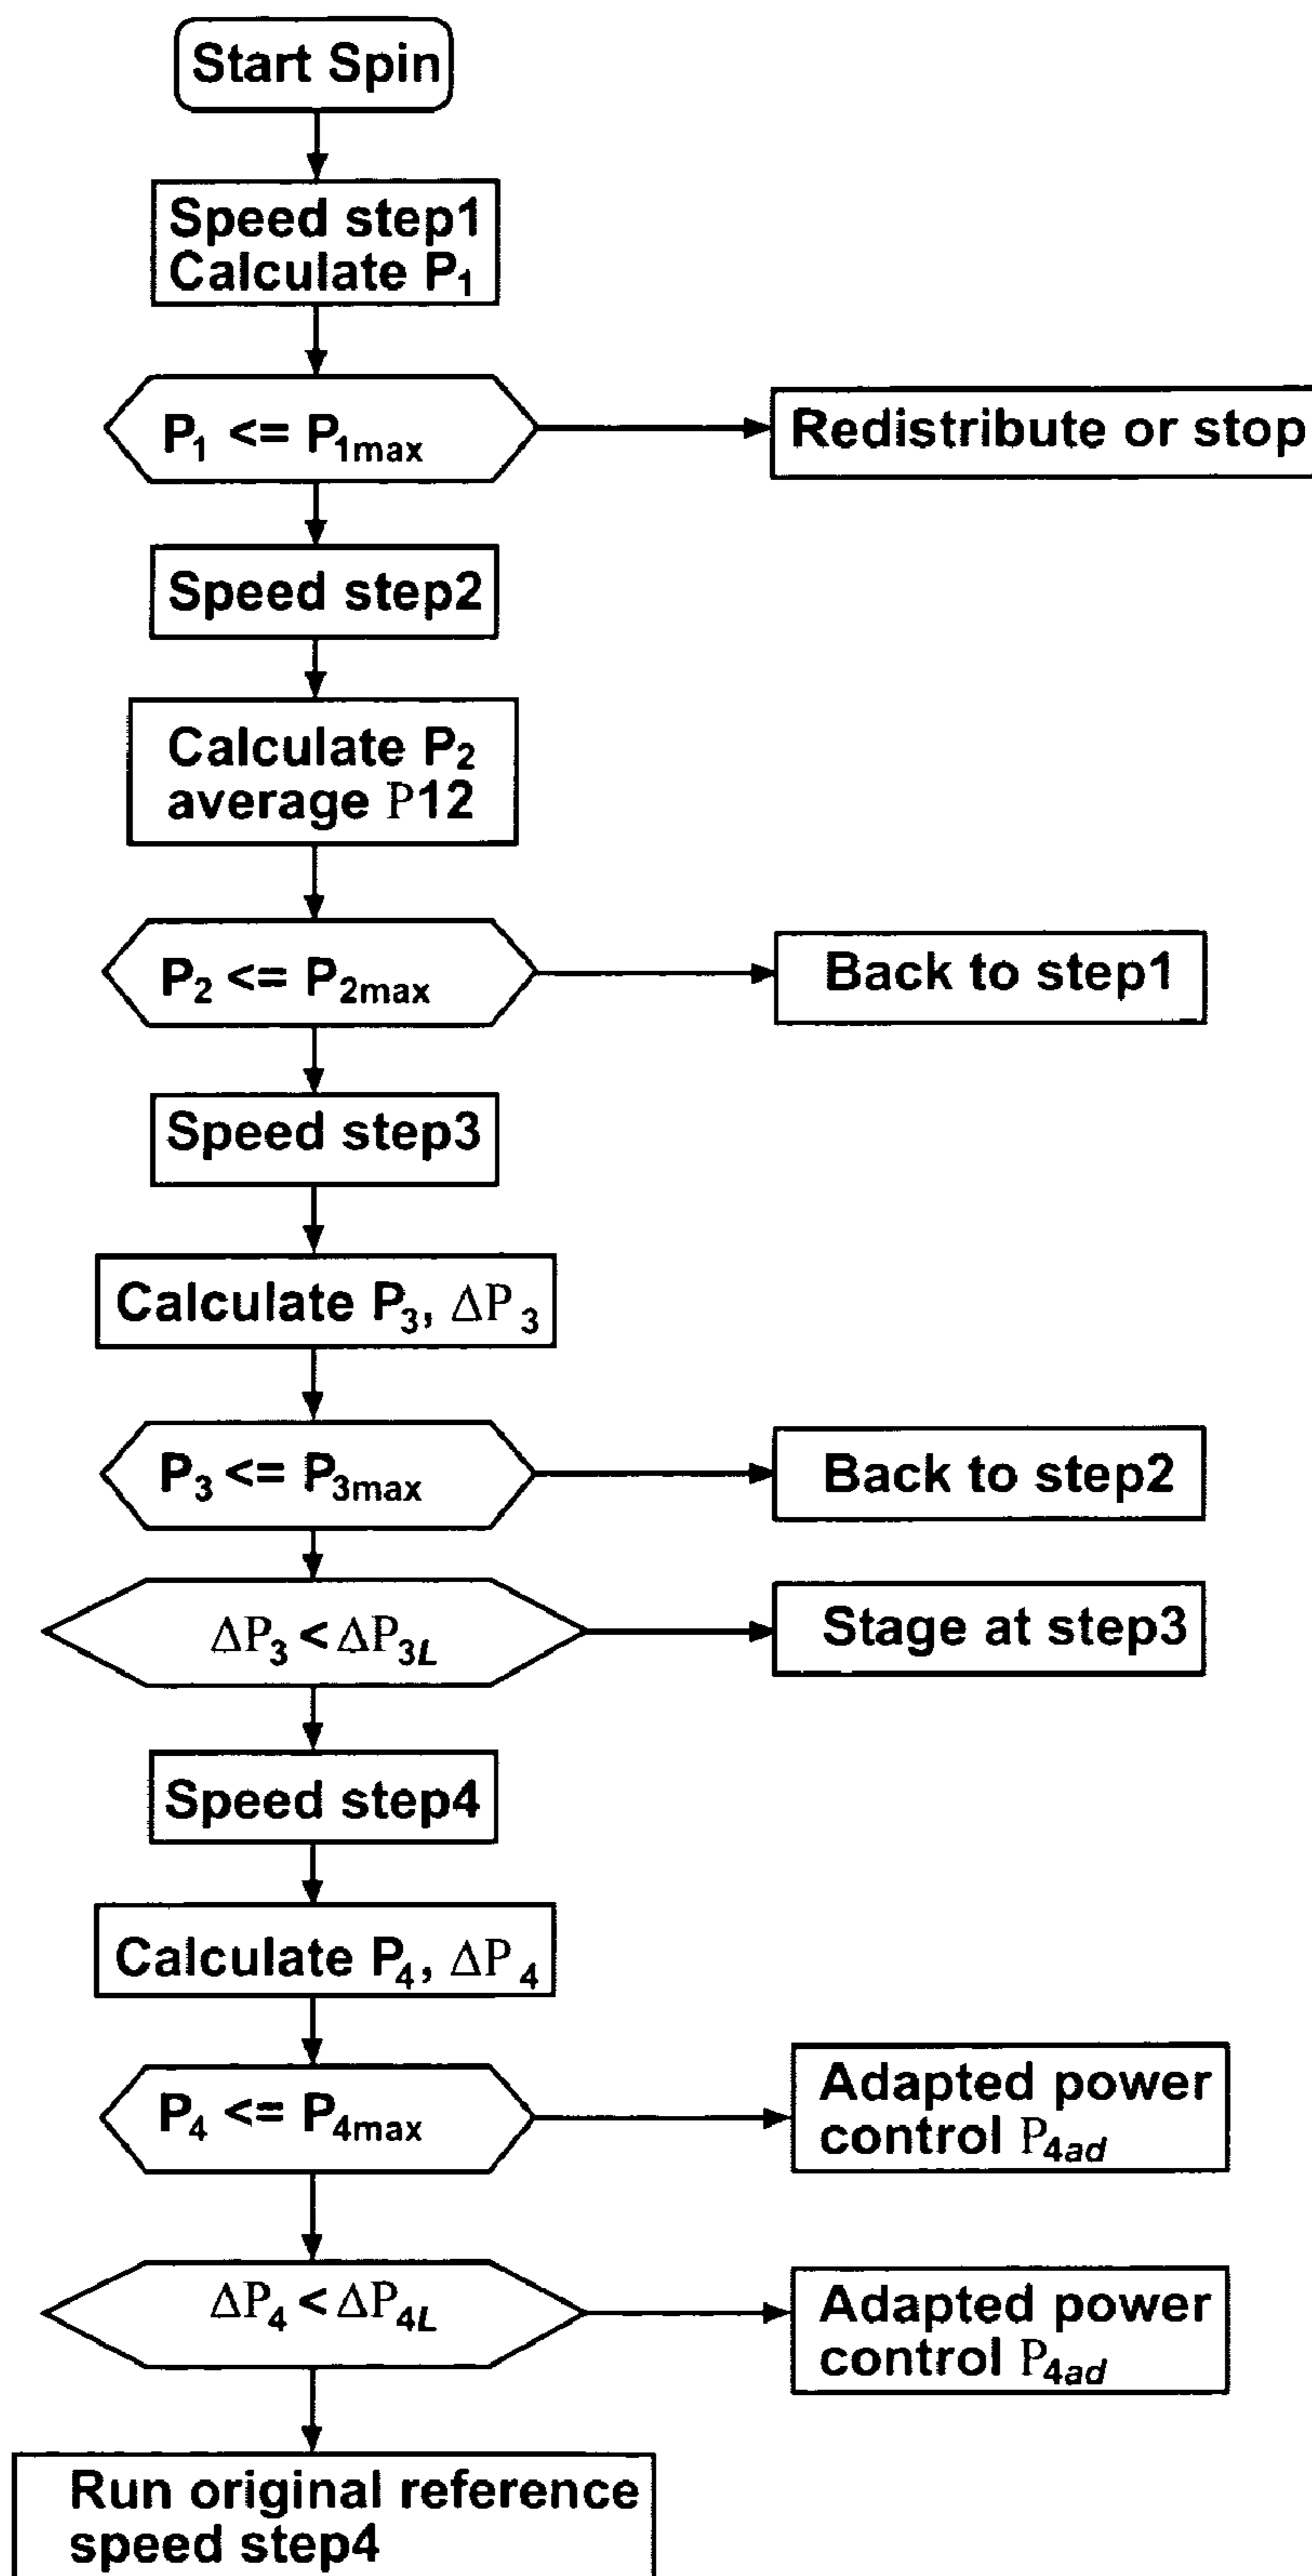 Start Spin
Speed step1
Calculate P₁
P₁ <= P₁max
Redistribute or stop
Speed step2
Calculate P₂
average P12
P₂ <= P₂max
Back to step1
Speed step3
Calculate P₃, ΔP₃
P₃ <= P₃max
Back to step2
ΔP₃ < ΔP₃L
Stage at step3
Speed step4
Calculate P₄, ΔP₄
P₄ <= P₄max
Adapted power
control P₄ad
ΔP₄ < ΔP₄L
Adapted power
control P₄ad
Run original reference
speed step4